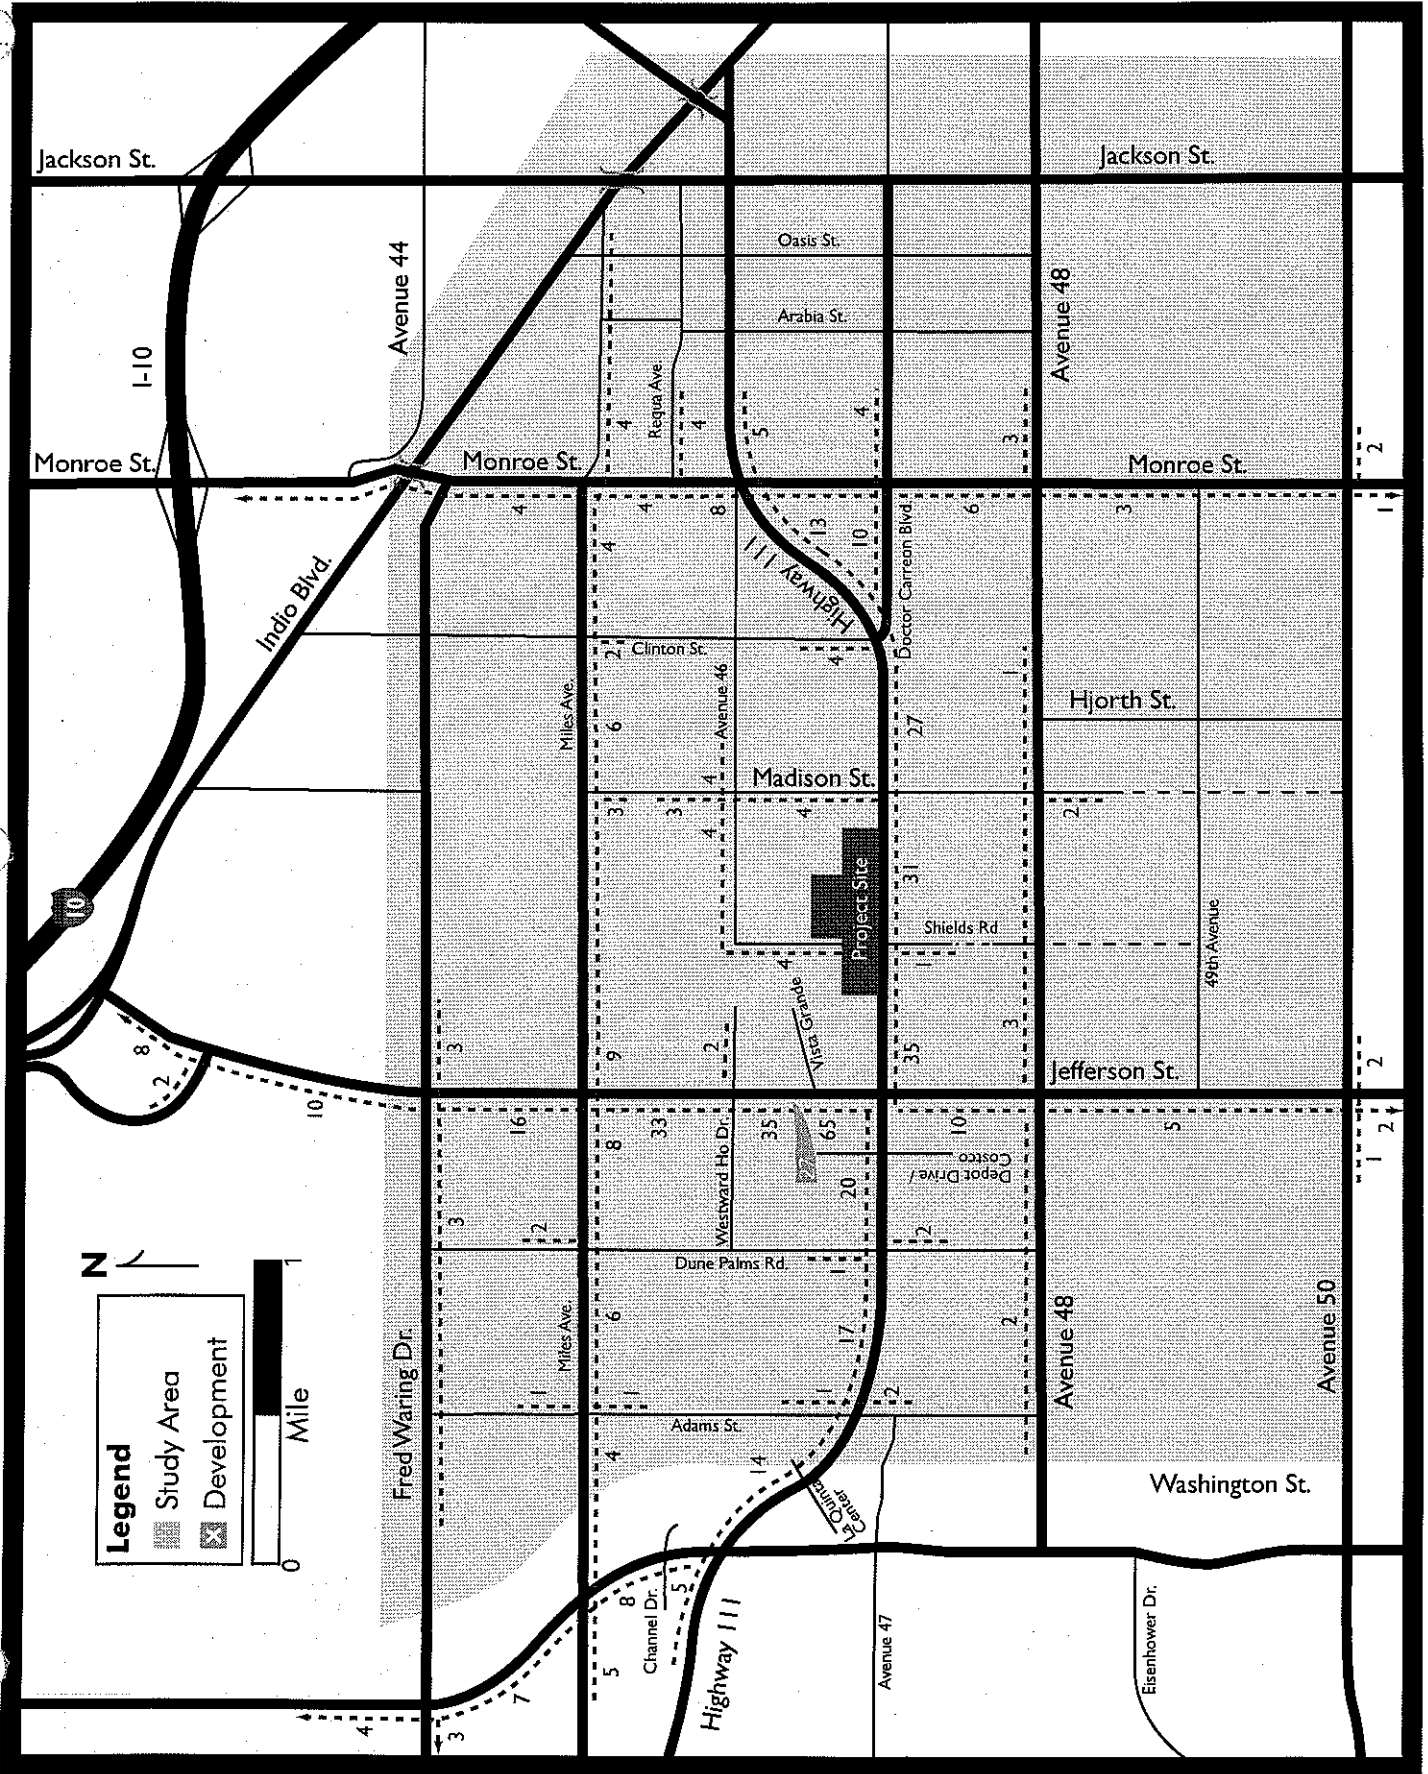 Jackson St.
Jackson St.
Oasis St.
Avenue 44
Avenue 48
Arabia St.
I-10
Requa Ave.
4
4
5
4
3
2
Monroe St.
Monroe St.
Monroe St.
4
4
8
6
3
1
4
13
10
Highway 111
Doctor Carreon Blvd
Indio Blvd.
2
Clinton St.
4
1
Miles Ave.
6
Avenue 46
27
Hjorth St.
4
Madison St.
3
3
4
4
2
Project Site
31
10
Shields Rd
4
1
49th Avenue
Vista Grande
3
9
2
35
3
Jefferson St.
2
8
2
10
16
8
33
35
65
10
5
2
1
Westward Ho Dr.
Depot Drive /
Costco
20
3
2
2
N
Dune Palms Rd.
1
1
Legend
Study Area
Development
0
Mile
Fred Waring Dr.
Miles Ave.
6
17
2
Avenue 48
Avenue 50
1
1
1
2
Adams St.
4
14
La Quinta
Center
Washington St.
8
5
Channel Dr.
5
Highway 111
Avenue 47
Eisenhower Dr.
7
4
3